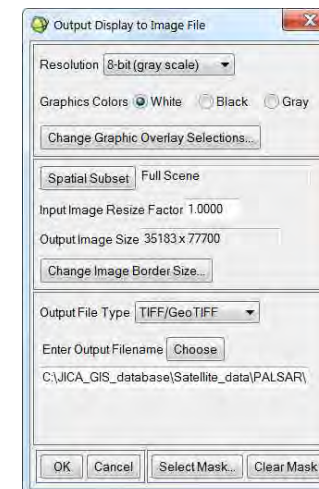 Output Display to Image File
Resolution 8-bit (gray scale)
Graphics Colors White Black Gray
Change Graphic Overlay Selections...
Spatial Subset Full Scene
Input Image Resize Factor 1.0000
Output Image Size 35183 x 77700
Change Image Border Size...
Output File Type TIFF/GeoTIFF
Enter Output Filename Choose
C:\JICA_GIS_database\Satellite_data\PALSAR\
OK Cancel Select Mask... Clear Mask